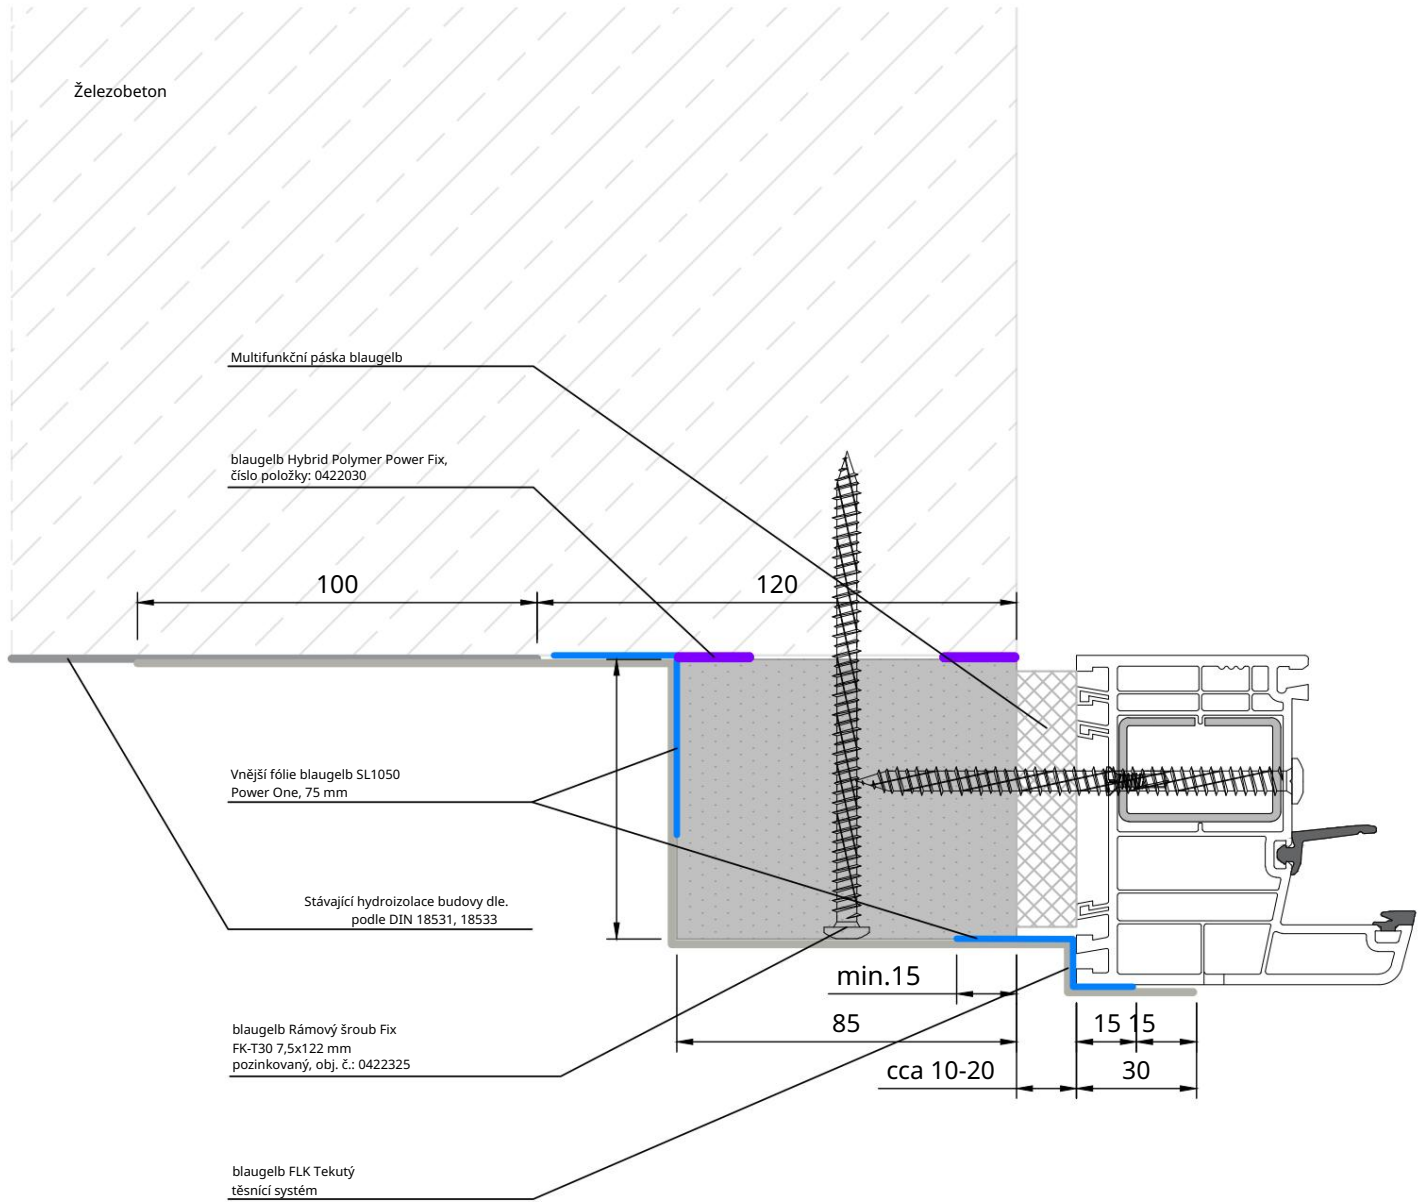 Železobeton
Multifunkční páska blaugelb
blaugelb Hybrid Polymer Power Fix,
číslo položky: 0422030
100
120
Vnější fólie blaugelb SL1050
Power One, 75 mm
Stávající hydroizolace budovy dle.
podle DIN 18531, 18533
min.15
85
15 15
cca 10-20
30
blaugelb Rámový šroub Fix
FK-T30 7,5x122 mm
pozinkovaný, obj. č.: 0422325
blaugelb FLK Tekutý
těsnící systém